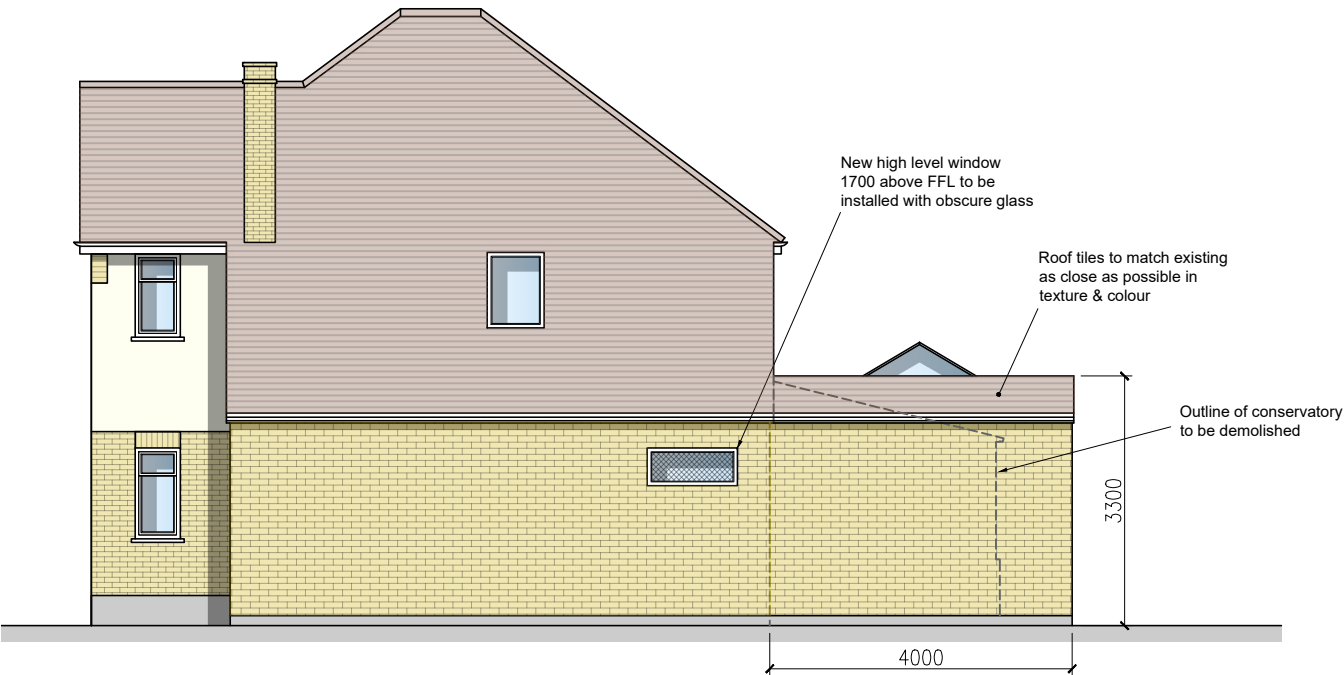 New high level window
1700 above FFL to be
installed with obscure glass
Roof tiles to match existing
as close as possible in
texture & colour
Outline of conservatory
to be demolished
3300
4000